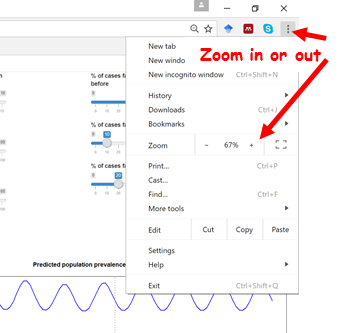 New tab
Zoom in or out
New windo
New incognito window Ctrl+Shift+N
% of cases fa
before
History
Downloads Ctrl+J
Bookmarks
% of cases fa
10
Zoom − 67% +
Print... Ctrl+P
Cast...
% of cases fa
Find... Ctrl+F
20
More tools
Edit Cut Copy Paste
Settings
Predicted population prevalence
Help
Exit Ctrl+Shift+Q